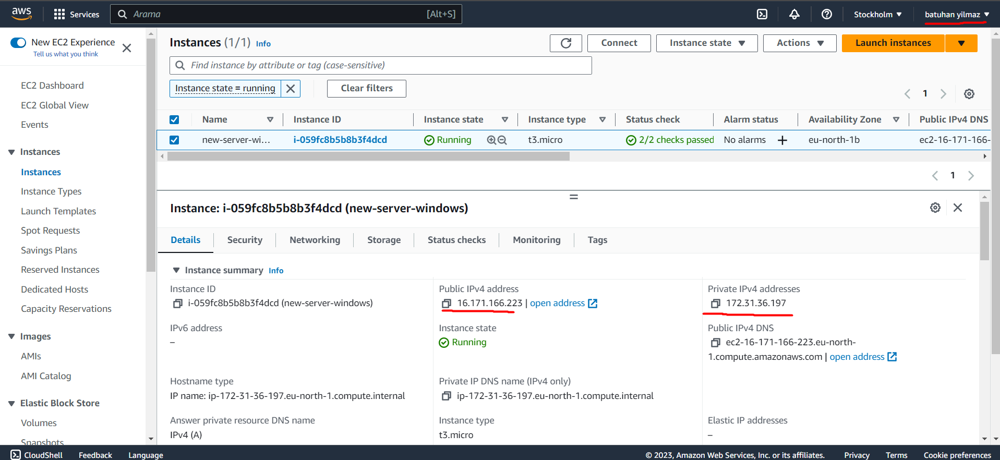 aws Services Arama [Alt+S] Stockholm batuhan yilmaz
New EC2 Experience
Tell us what you think
EC2 Dashboard
EC2 Global View
Events
Instances
Instances
Instance Types
Launch Templates
Spot Requests
Savings Plans
Reserved Instances
Dedicated Hosts
Capacity Reservations
Images
AMIs
AMI Catalog
Elastic Block Store
Volumes
Snapshots
Instances (1/1) Info Connect Instance state Actions Launch instances
Find instance by attribute or tag (case-sensitive)
Instance state = running Clear filters
1
Name Instance ID Instance state Instance type Status check Alarm status Availability Zone Public IPv4 DNS
new-server-wi... i-059fc8b5b8b3f4dcd Running t3.micro 2/2 checks passed No alarms + eu-north-1b ec2-16-171-166-
1
Instance: i-059fc8b5b8b3f4dcd (new-server-windows)
Details Security Networking Storage Status checks Monitoring Tags
Instance summary Info
Instance ID
i-059fc8b5b8b3f4dcd (new-server-windows)
Public IPv4 address
16.171.166.223 | open address
Private IPv4 addresses
172.31.36.197
IPv6 address
–
Instance state
Running
Public IPv4 DNS
ec2-16-171-166-223.eu-north-
1.compute.amazonaws.com | open address
Hostname type
IP name: ip-172-31-36-197.eu-north-1.compute.internal
Private IP DNS name (IPv4 only)
ip-172-31-36-197.eu-north-1.compute.internal
Answer private resource DNS name
IPv4 (A)
Instance type
t3.micro
Elastic IP addresses
–
CloudShell Feedback Language © 2023, Amazon Web Services, Inc. or its affiliates. Privacy Terms Cookie preferences